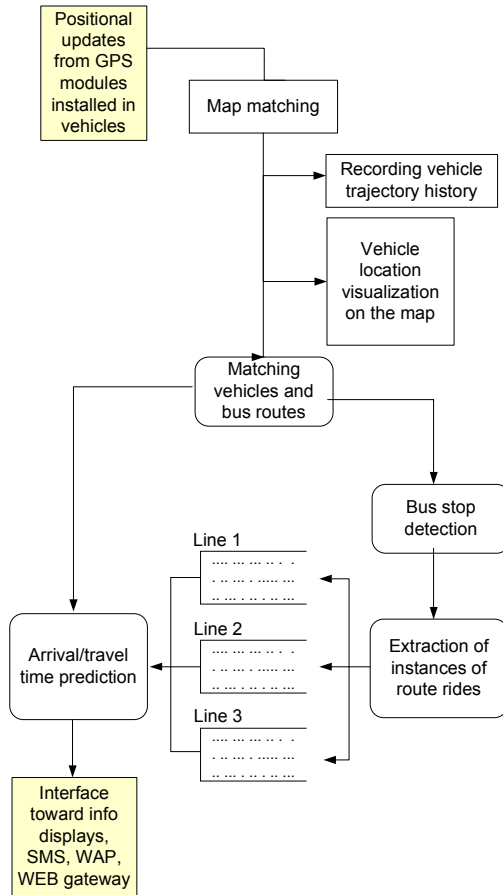 Positional
updates
from GPS
modules
installed in
vehicles
Map matching
Recording vehicle
trajectory history
Vehicle
location
visualization
on the map
Matching
vehicles and
bus routes
Bus stop
detection
Line 1
.... ... ... .. .  .
. .. ... . ..... ...
.. ... . .. . .. ...
Line 2
.... ... ... .. .  .
. .. ... . ..... ...
.. ... . .. . .. ...
Line 3
.... ... ... .. .  .
. .. ... . ..... ...
.. ... . .. . .. ...
Arrival/travel
time prediction
Extraction of
instances of
route rides
Interface
toward info
displays,
SMS, WAP,
WEB gateway